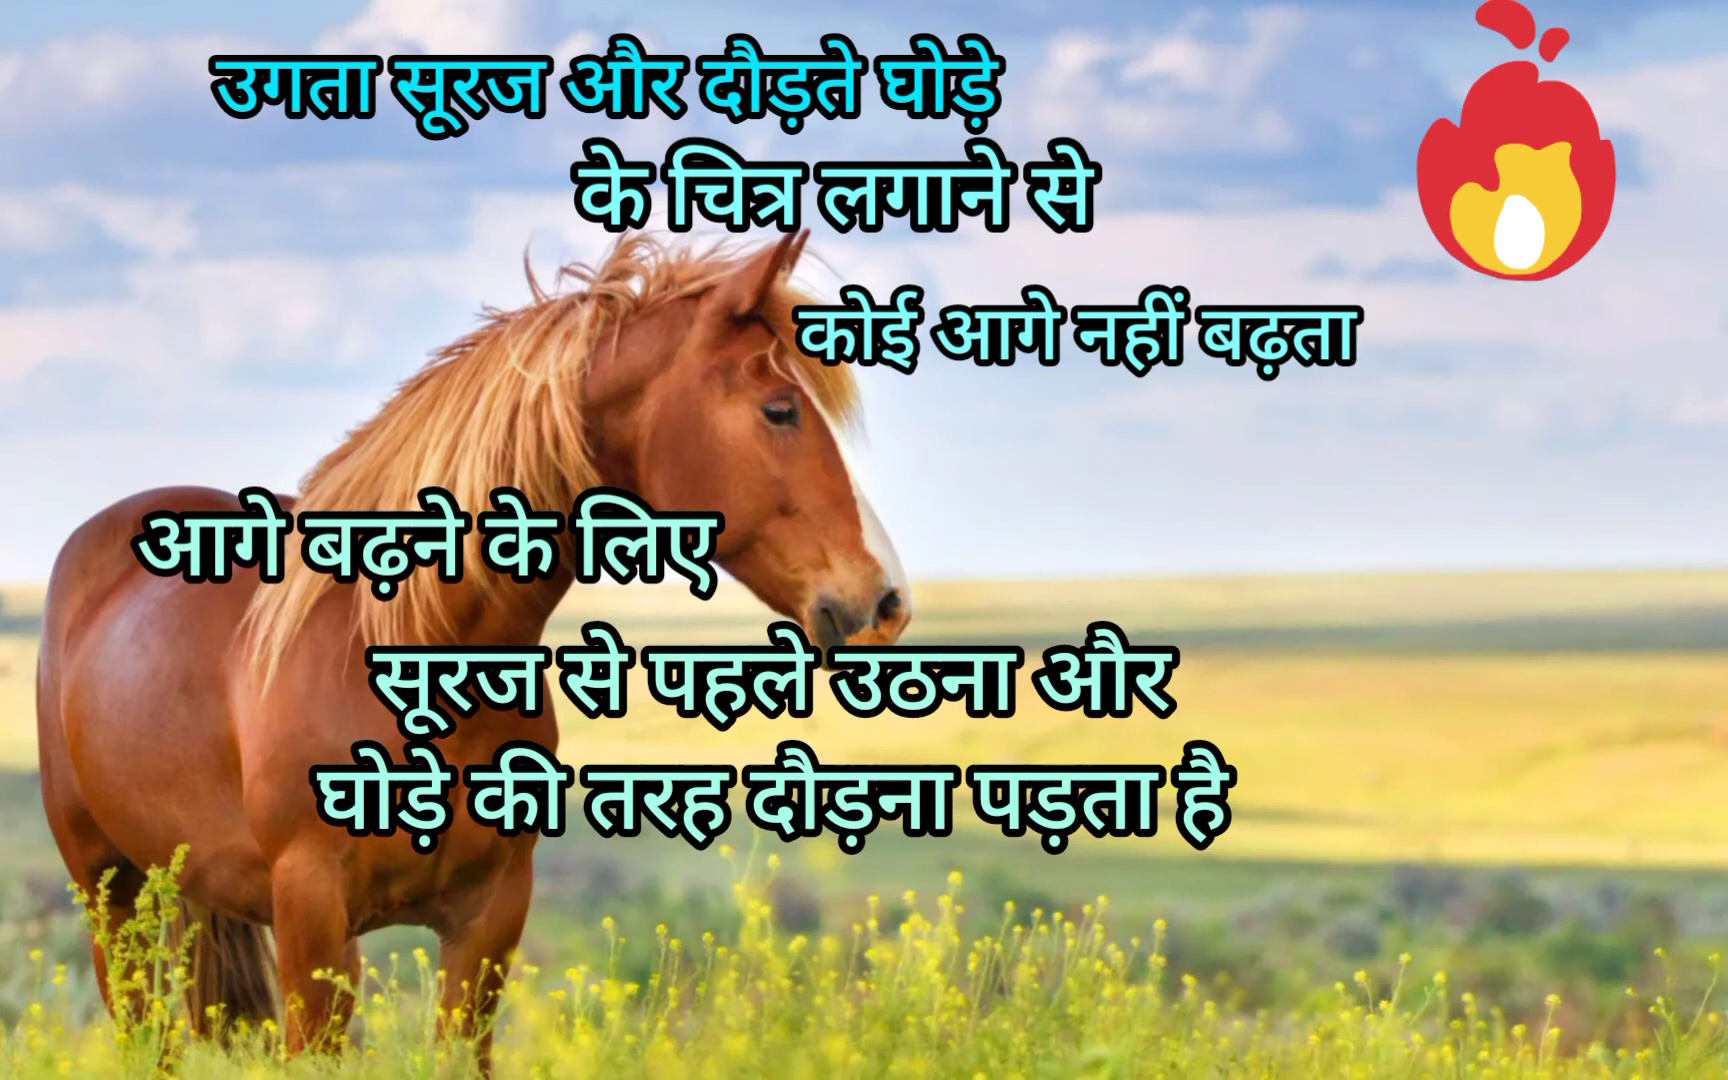 उगता सूरज और दौड़ते घोड़े
के चित्र लगाने से
कोई आगे नहीं बढ़ता
आगे बढ़ने के लिए
सूरज से पहले उठना और
घोड़े की तरह दौड़ना पड़ता है